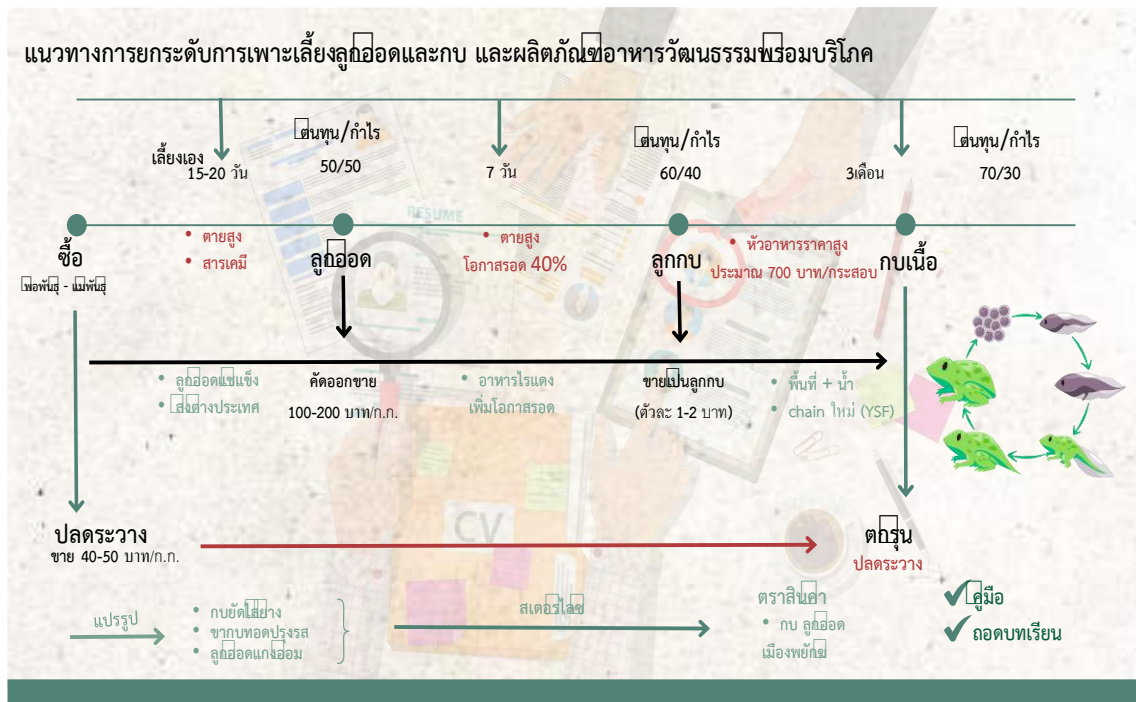 แนวทางการยกระดับการเพาะเลี้ยงลูกอ๊อดและกบ และผลิตภัณฑ์อาหารวัฒนธรรมพร้อมบริโภค
เลี้ยงเอง
15-20 วัน
ต้นทุน/กำไร
50/50
7 วัน
ต้นทุน/กำไร
60/40
3เดือน
ต้นทุน/กำไร
70/30
ซื้อ
พ่อพันธุ์ - แม่พันธุ์
• ตายสูง
• สารเคมี
ลูกอ๊อด
• ตายสูง
โอกาสรอด 40%
ลูกกบ
• หัวอาหารราคาสูง
ประมาณ 700 บาท/กระสอบ
กบเนื้อ
• ลูกอ๊อดแช่แข็ง
• ส่งต่างประเทศ
คัดออกขาย
100-200 บาท/ก.ก.
• อาหารไรแดง
เพิ่มโอกาสรอด
ขายเป็นลูกกบ
(ตัวละ 1-2 บาท)
• พื้นที่ + น้ำ
• chain ใหม่ (YSF)
ปลดระวาง
ขาย 40-50 บาท/ก.ก.
ตกรุ่น
ปลดระวาง
แปรรูป
• กบยัดไส้ย่าง
• ขากบทอดปรุงรส
• ลูกอ๊อดแกงอ่อม
สเตอร์ไลซ์
ตราสินค้า
• กบ ลูกอ๊อด
เมืองพยัคฆ์
คู่มือ
ถอดบทเรียน
RESUME
CV